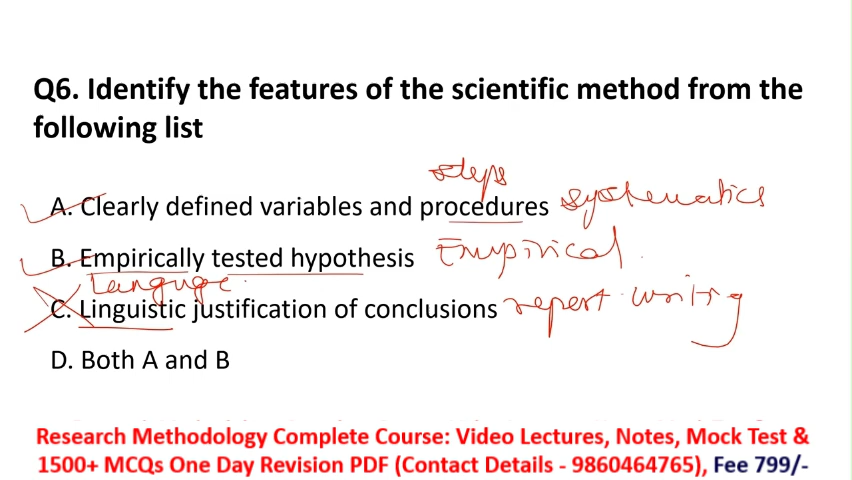 Q6. Identify the features of the scientific method from the
following list
steps
A. Clearly defined variables and procedures systematics
B. Empirically tested hypothesis Empirical
Languge
C. Linguistic justification of conclusions report writing
D. Both A and B
Research Methodology Complete Course: Video Lectures, Notes, Mock Test &
1500+ MCQs One Day Revision PDF (Contact Details - 9860464765), Fee 799/-